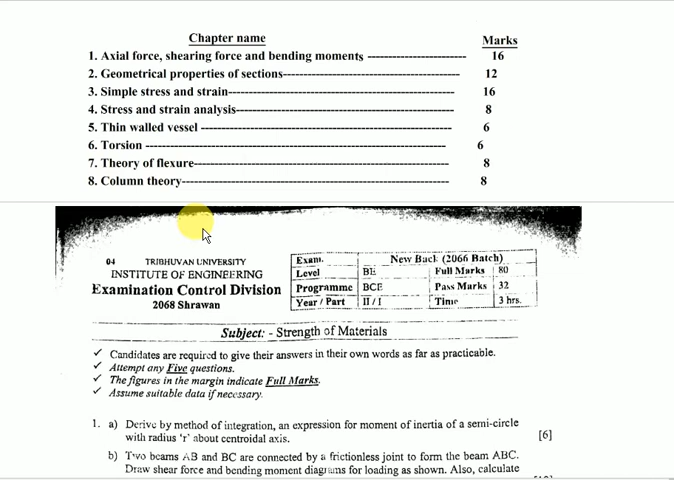 Chapter name Marks
1. Axial force, shearing force and bending moments ----------------------- 16
2. Geometrical properties of sections------------------------------------------ 12
3. Simple stress and strain------------------------------------------------------ 16
4. Stress and strain analysis---------------------------------------------------- 8
5. Thin walled vessel ------------------------------------------------------------ 6
6. Torsion ------------------------------------------------------------------------ 6
7. Theory of flexure------------------------------------------------------------- 8
8. Column theory---------------------------------------------------------------- 8
04 TRIBHUVAN UNIVERSITY
INSTITUTE OF ENGINEERING
Examination Control Division
2068 Shrawan
Exam. New Back (2066 Batch)
Level BE Full Marks 80
Programme BCE Pass Marks 32
Year / Part II / I Time 3 hrs.
Subject: - Strength of Materials
✓ Candidates are required to give their answers in their own words as far as practicable.
✓ Attempt any Five questions.
✓ The figures in the margin indicate Full Marks.
✓ Assume suitable data if necessary.
1. a) Derive by method of integration, an expression for moment of inertia of a semi-circle
with radius 'r' about centroidal axis. [6]
b) Two beams AB and BC are connected by a frictionless joint to form the beam ABC.
Draw shear force and bending moment diagrams for loading as shown. Also, calculate